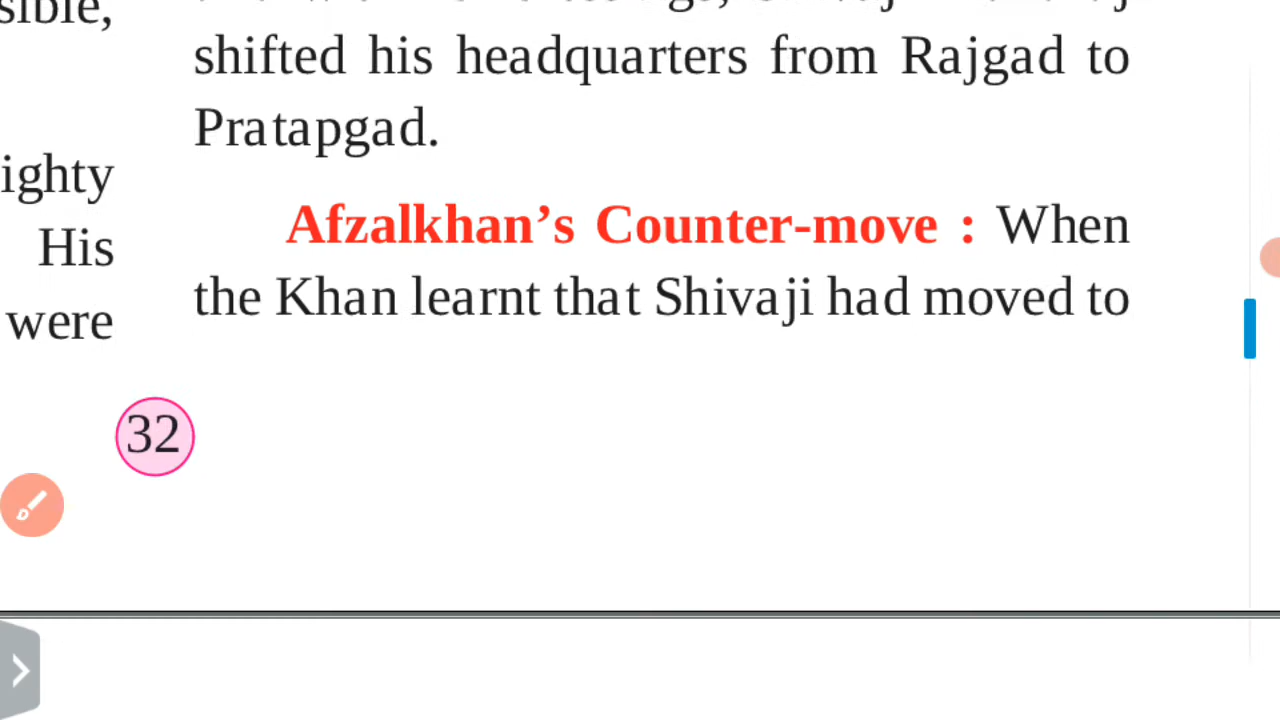 sible,
ighty
His
were
shifted his headquarters from Rajgad to
Pratapgad.
Afzalkhan's Counter-move : When
the Khan learnt that Shivaji had moved to
32